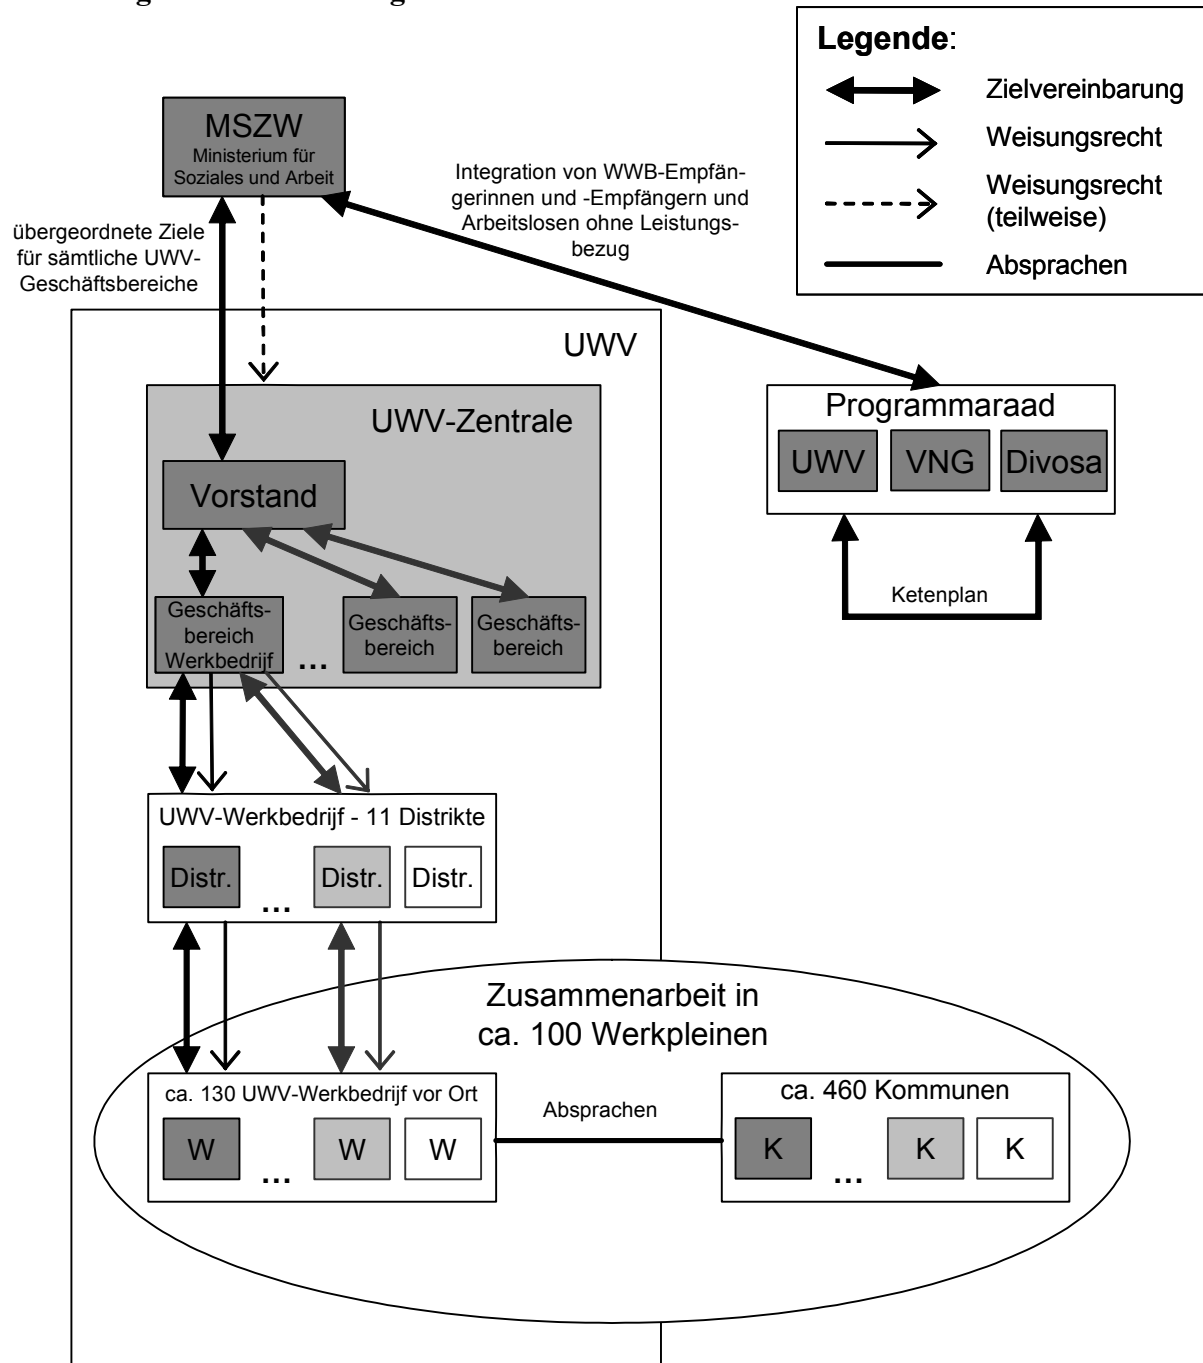 Legende:
Zielvereinbarung
Weisungsrecht
Weisungsrecht
(teilweise)
Absprachen
MSZW
Ministerium für
Soziales und Arbeit
Integration von WWB-Empfän-
gerinnen und -Empfängern und
Arbeitslosen ohne Leistungs-
bezug
übergeordnete Ziele
für sämtliche UWV-
Geschäftsbereiche
UWV
UWV-Zentrale
Vorstand
Programmaraad
UWV VNG Divosa
Ketenplan
Geschäfts-
bereich
Werkbedrijf
...
Geschäfts-
bereich
Geschäfts-
bereich
UWV-Werkbedrijf - 11 Distrikte
Distr. ... Distr. Distr.
Zusammenarbeit in
ca. 100 Werkpleinen
ca. 130 UWV-Werkbedrijf vor Ort
W ... W W
Absprachen
ca. 460 Kommunen
K ... K K